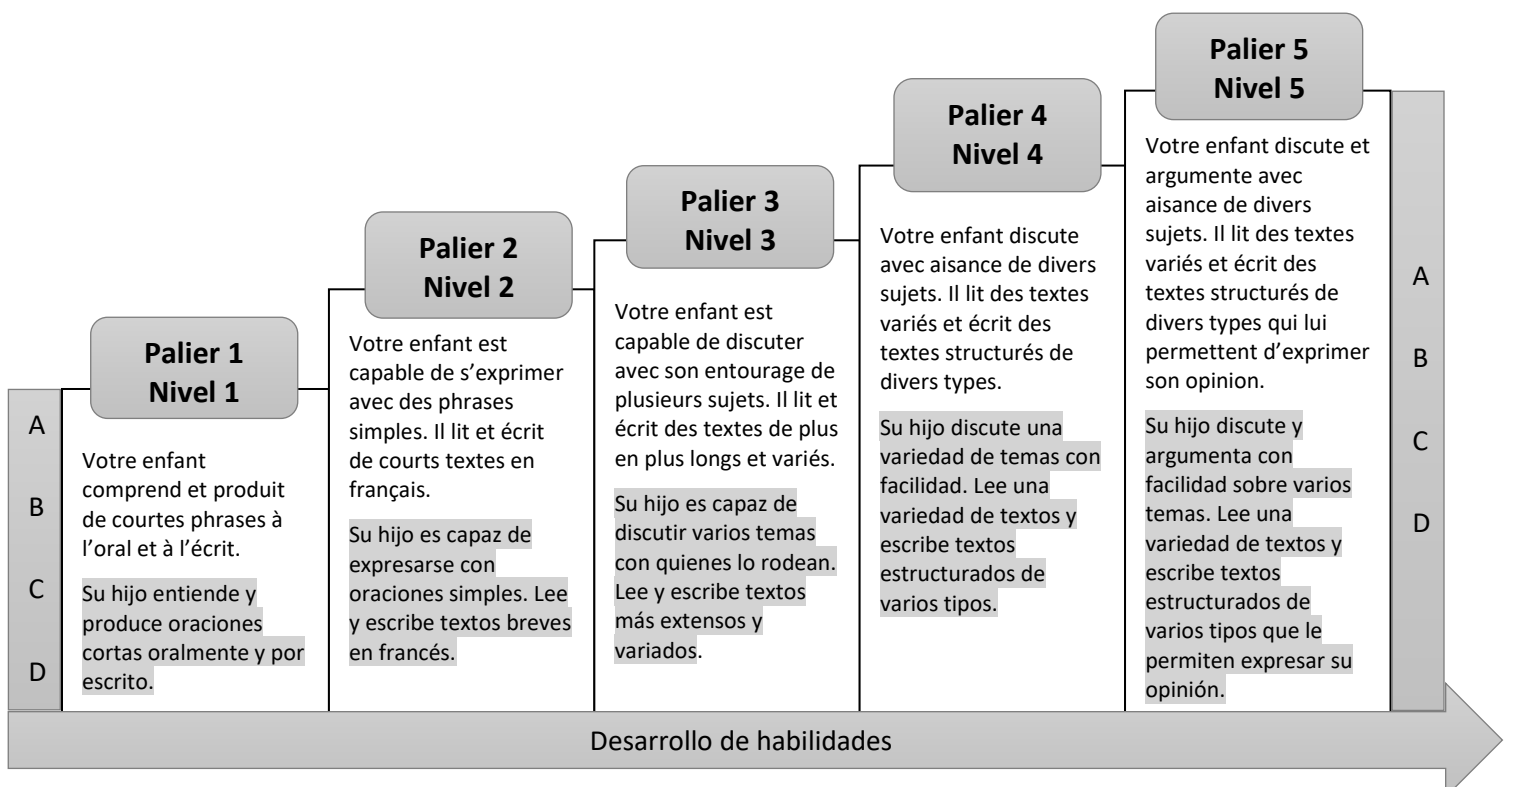 A
B
C
D
Palier 1
Nivel 1
Votre enfant
comprend et produit
de courtes phrases à
l’oral et à l’écrit.
Su hijo entiende y
produce oraciones
cortas oralmente y por
escrito.
Palier 2
Nivel 2
Votre enfant est
capable de s’exprimer
avec des phrases
simples. Il lit et écrit
de courts textes en
français.
Su hijo es capaz de
expresarse con
oraciones simples. Lee
y escribe textos breves
en francés.
Palier 3
Nivel 3
Votre enfant est
capable de discuter
avec son entourage de
plusieurs sujets. Il lit et
écrit des textes de plus
en plus longs et variés.
Su hijo es capaz de
discutir varios temas
con quienes lo rodean.
Lee y escribe textos
más extensos y
variados.
Palier 4
Nivel 4
Votre enfant discute
avec aisance de divers
sujets. Il lit des textes
variés et écrit des
textes structurés de
divers types.
Su hijo discute una
variedad de temas con
facilidad. Lee una
variedad de textos y
escribe textos
estructurados de
varios tipos.
Palier 5
Nivel 5
Votre enfant discute et
argumente avec
aisance de divers
sujets. Il lit des textes
variés et écrit des
textes structurés de
divers types qui lui
permettent d’exprimer
son opinion.
Su hijo discute y
argumenta con
facilidad sobre varios
temas. Lee una
variedad de textos y
escribe textos
estructurados de
varios tipos que le
permiten expresar su
opinión.
A
B
C
D
Desarrollo de habilidades